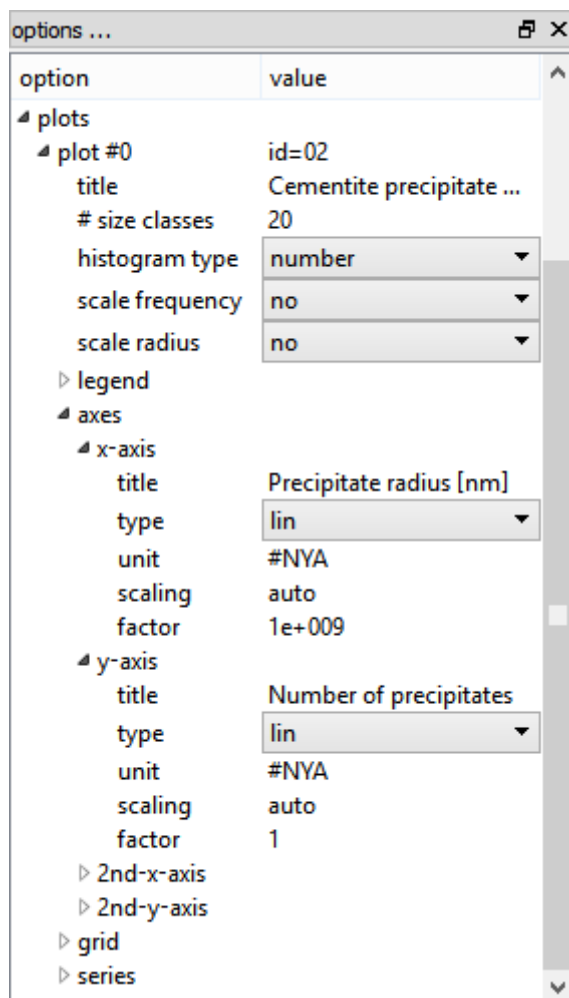 options ...
option value
plots
plot #0 id=02
title Cementite precipitate ...
# size classes 20
histogram type number
scale frequency no
scale radius no
legend
axes
x-axis
title Precipitate radius [nm]
type lin
unit #NYA
scaling auto
factor 1e+009
y-axis
title Number of precipitates
type lin
unit #NYA
scaling auto
factor 1
2nd-x-axis
2nd-y-axis
grid
series